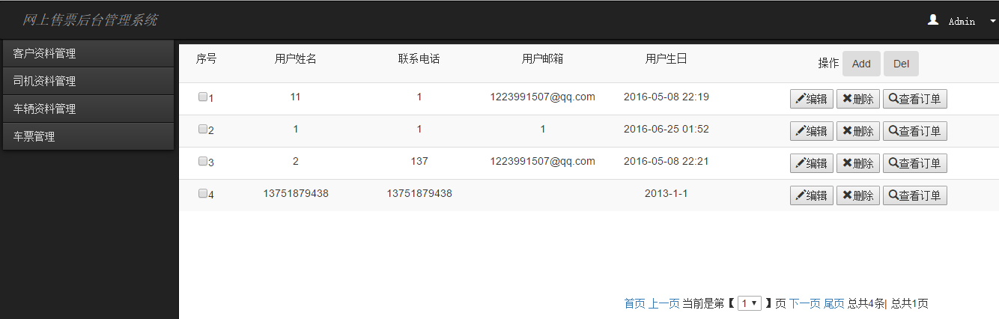 网上售票后台管理系统
Admin
客户资料管理
司机资料管理
车辆资料管理
车票管理
序号 用户姓名 联系电话 用户邮箱 用户生日 操作 Add Del
1 11 1 1223991507@qq.com 2016-05-08 22:19 编辑 删除 查看订单
2 1 1 1 2016-06-25 01:52 编辑 删除 查看订单
3 2 137 1223991507@qq.com 2016-05-08 22:21 编辑 删除 查看订单
4 13751879438 13751879438 2013-1-1 编辑 删除 查看订单
首页 上一页 当前是第【 1 】页 下一页 尾页 总共4条| 总共1页